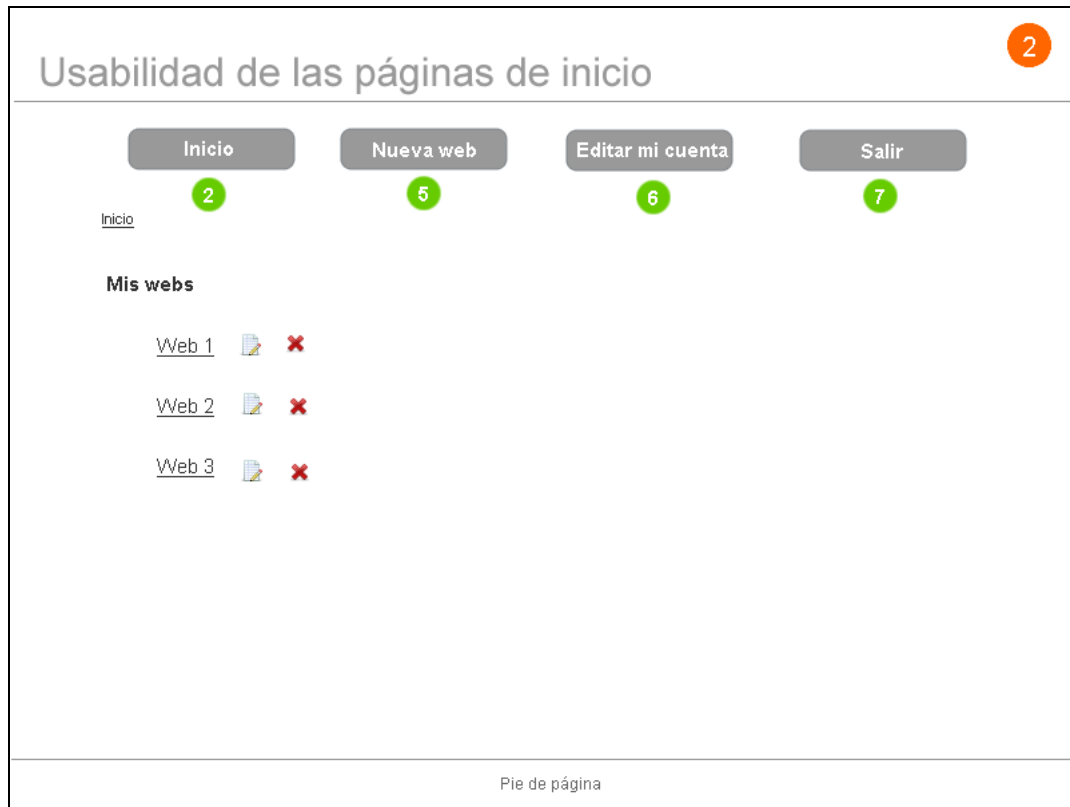 2
Usabilidad de las páginas de inicio
Inicio Nueva web Editar mi cuenta Salir
2 5 6 7
Inicio
Mis webs
Web 1
Web 2
Web 3
Pie de página